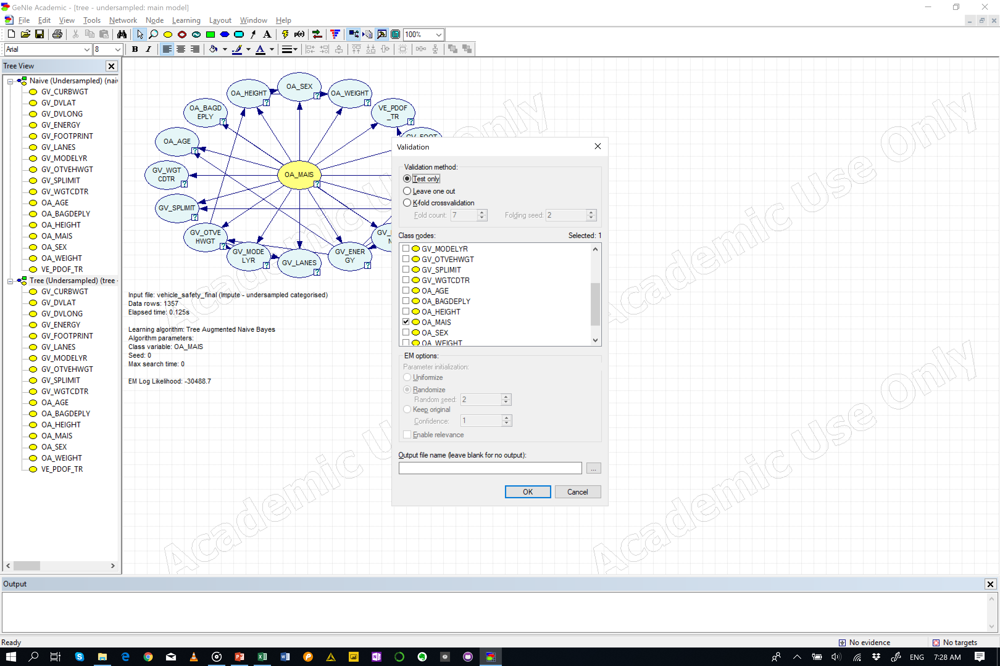 GeNIe Academic - [tree - undersampled: main model]
File Edit View Tools Network Node Learning Layout Window Help
p(e) A 100%
Arial 8 B I A
Tree View
Naive (Undersampled) (naiv
GV_CURBWGT
GV_DVLAT
GV_DVLONG
GV_ENERGY
GV_FOOTPRINT
GV_LANES
GV_MODELYR
GV_OTVEHWGT
GV_SPLIMIT
GV_WGTCDTR
OA_AGE
OA_BAGDEPLY
OA_HEIGHT
OA_MAIS
OA_SEX
OA_WEIGHT
VE_PDOF_TR
Tree (Undersampled) (tree -
GV_CURBWGT
GV_DVLAT
GV_DVLONG
GV_ENERGY
GV_FOOTPRINT
GV_LANES
GV_MODELYR
GV_OTVEHWGT
GV_SPLIMIT
GV_WGTCDTR
OA_AGE
OA_BAGDEPLY
OA_HEIGHT
OA_MAIS
OA_SEX
OA_WEIGHT
VE_PDOF_TR
OA_SEX
OA_HEIGHT
OA_WEIGHT
OA_BAGD
EPLY
VE_PDOF
_TR
OA_AGE
GV_FOOT
GV_WGT
CDTR
OA_MAIS
GV_SPLIMIT
GV_OTVE
HWGT
GV_MODE
LYR
GV_LANES
GV_ENER
GY
Input file: vehicle_safety_final (Impute - undersampled categorised)
Data rows: 1357
Elapsed time: 0.125s
Learning algorithm: Tree Augmented Naive Bayes
Algorithm parameters:
Class variable: OA_MAIS
Seed: 0
Max search time: 0
EM Log Likelihood: -30488.7
Academic Use Only
Academic Use Only
Academic Use Only
Validation
Validation method:
Test only
Leave one out
K-fold crossvalidation
Fold count: 7 Folding seed: 2
Class nodes: Selected: 1
GV_MODELYR
GV_OTVEHWGT
GV_SPLIMIT
GV_WGTCDTR
OA_AGE
OA_BAGDEPLY
OA_HEIGHT
OA_MAIS
OA_SEX
OA_WEIGHT
EM options:
Parameter initialization:
Uniformize
Randomize
Random seed: 2
Keep original
Confidence: 1
Enable relevance
Output file name (leave blank for no output):
...
OK Cancel
Output
Ready No evidence No targets
ENG 7:28 AM